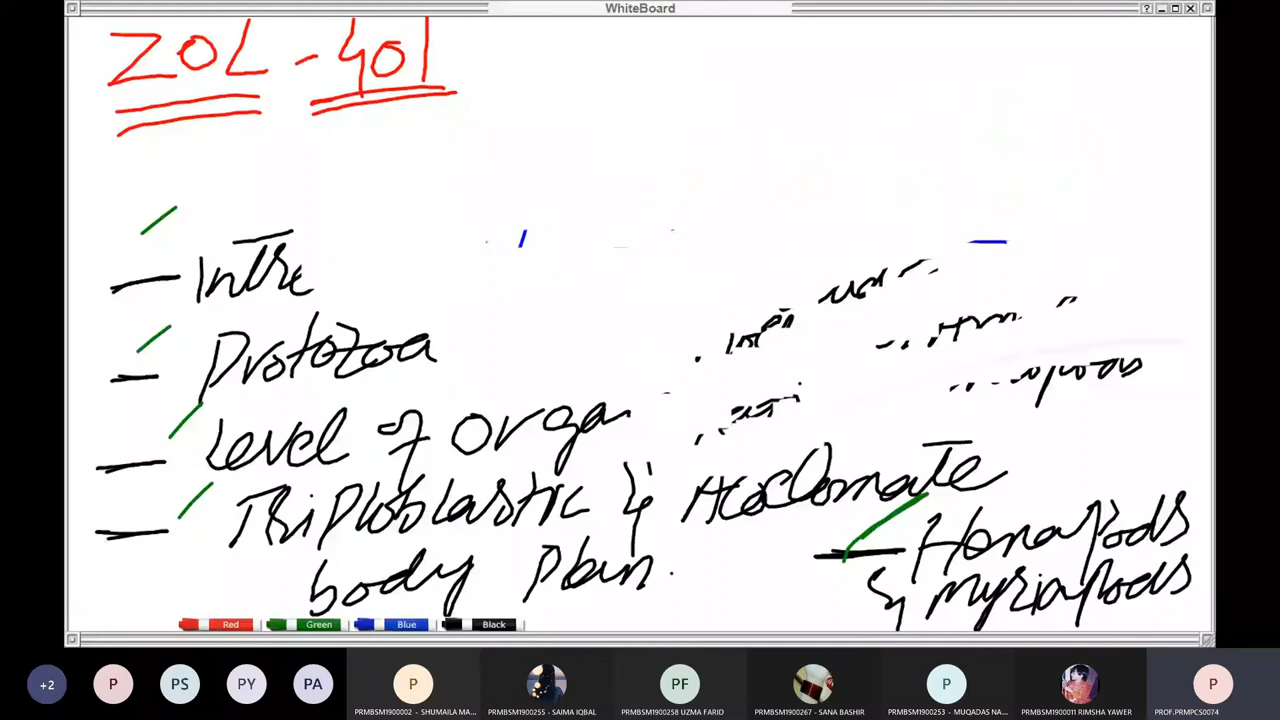 WhiteBoard
ZOL - 401
Intre
Protozoa
Level of organ
Triploblastic & Acoelomate
body Plan.
Hexapods
& myriapods
Red Green Blue Black
+2 P PS PY PA P PF P P
PRMBSM1900002 - SHUMAILA MA... PRMBSM1900255 - SAIMA IQBAL PRMBSM1900258 UZMA FARID PRMBSM1900267 - SANA BASHIR PRMBSM1900253 - MUQADAS NA... PRMBSM1900011 RIMSHA YAWER PROF.PRMPCS0074